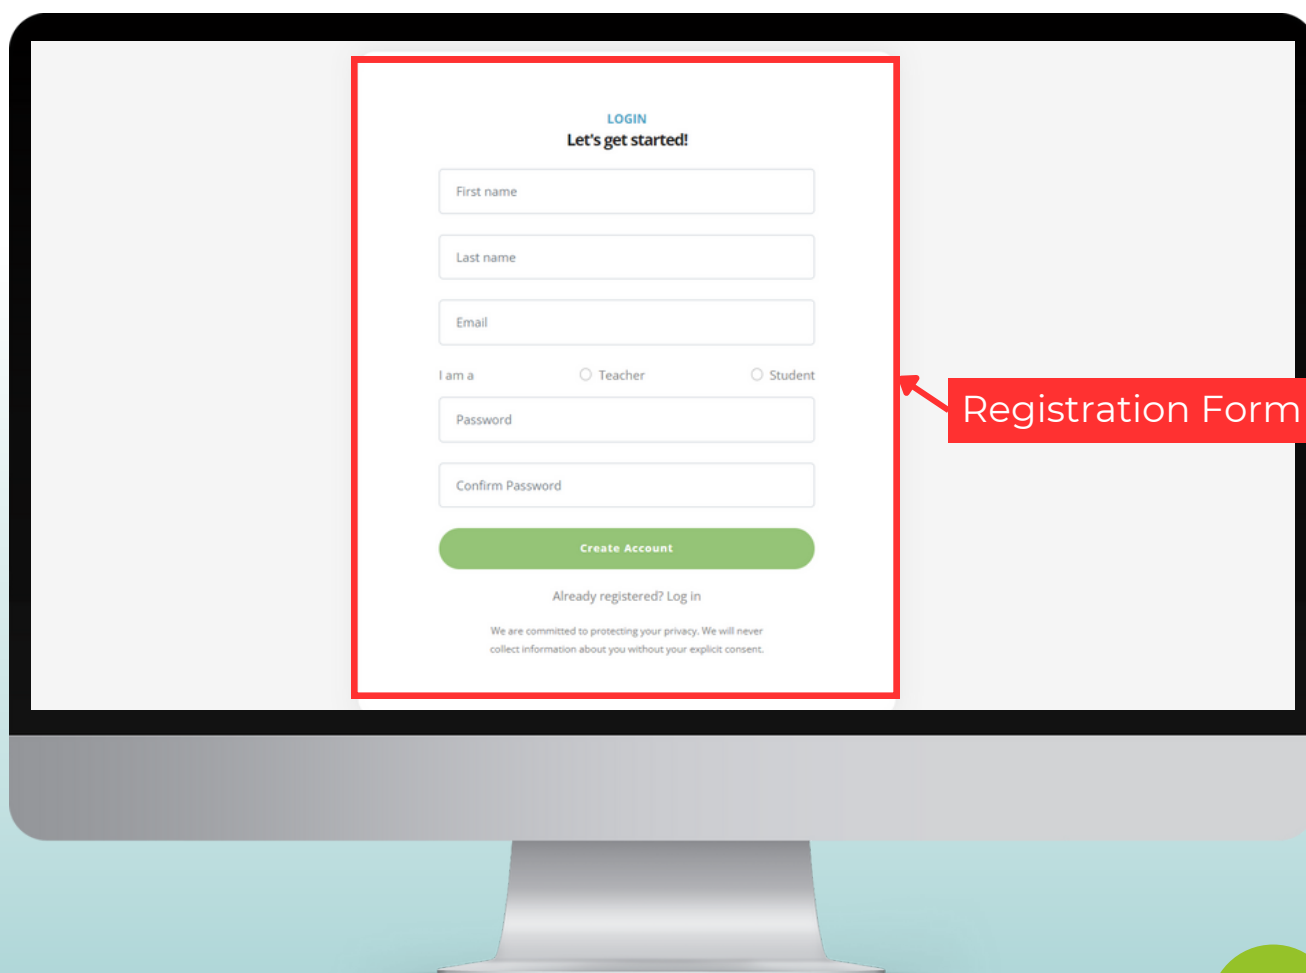 LOGIN
Let's get started!
First name
Last name
Email
I am a Teacher Student
Password
Confirm Password
Create Account
Already registered? Log in
We are committed to protecting your privacy. We will never
collect information about you without your explicit consent.
Registration Form